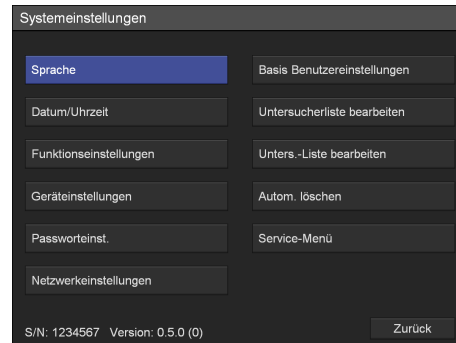 Systemeinstellungen
Sprache
Datum/Uhrzeit
Funktionseinstellungen
Geräteinstellungen
Passworteinst.
Netzwerkeinstellungen
Basis Benutzereinstellungen
Untersucherliste bearbeiten
Unters.-Liste bearbeiten
Autom. löschen
Service-Menü
S/N: 1234567 Version: 0.5.0 (0)
Zurück